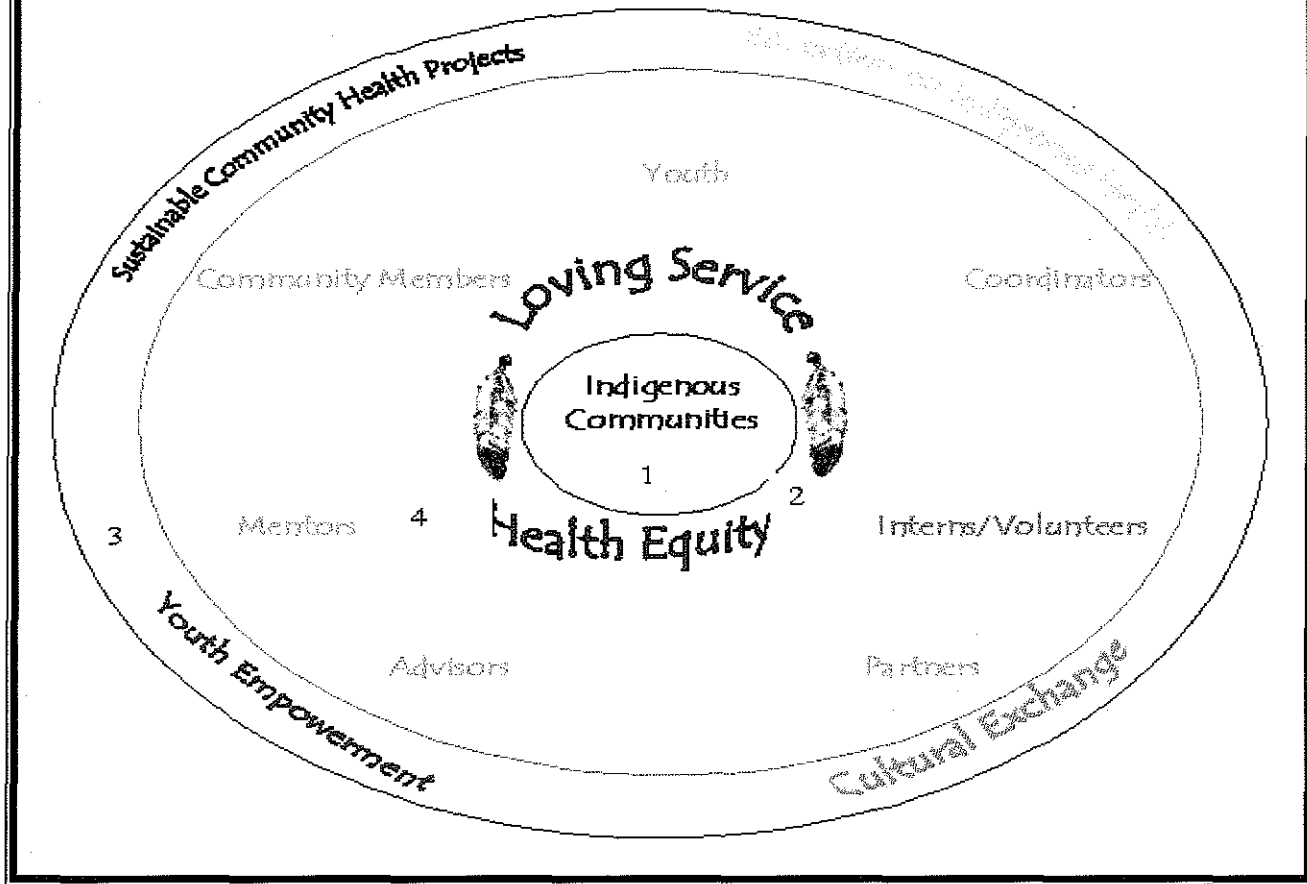 Sustainable Community Health Projects
Youth
Community Members
Coordinators
Loving Service
Indigenous
Communities
1
2
3
4
Mentors
Health Equity
Interns/Volunteers
Advisors
Partners
Youth Empowerment
Cultural Exchange